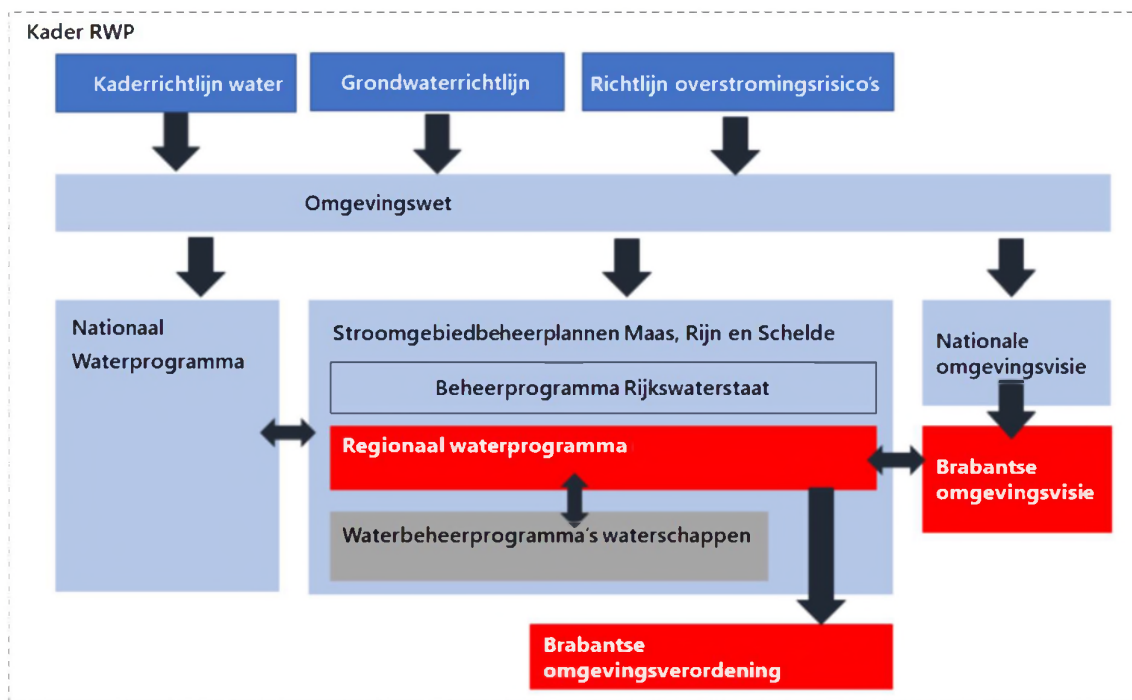 Kader RWP
Kaderrichtlijn water
Grondwaterrichtlijn
Richtlijn overstromingsrisico's
Omgevingswet
Nationaal
Waterprogramma
Stroomgebiedbeheerplannen Maas, Rijn en Schelde
Beheerprogramma Rijkswaterstaat
Regionaal waterprogramma
Waterbeheerprogramma's waterschappen
Nationale
omgevingsvisie
Brabantse
omgevingsvisie
Brabantse
omgevingsverordening